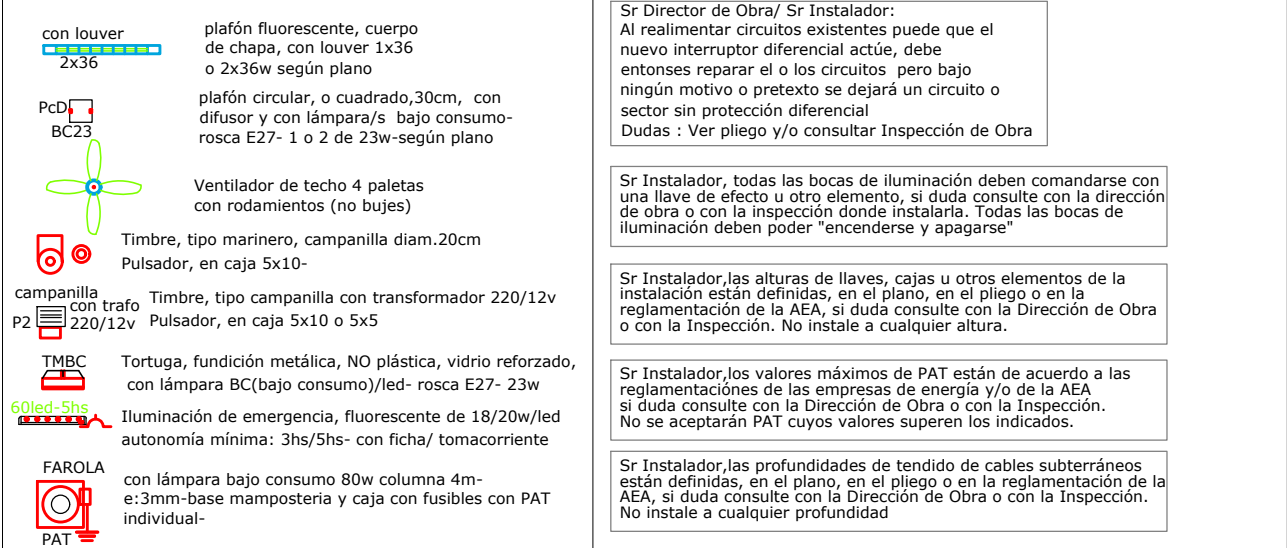 con louver
2x36
plafón fluorescente, cuerpo
de chapa, con louver 1x36
o 2x36w según plano
PcD
BC23
plafón circular, o cuadrado,30cm, con
difusor y con lámpara/s bajo consumo-
rosca E27- 1 o 2 de 23w-según plano
Ventilador de techo 4 paletas
con rodamientos (no bujes)
Timbre, tipo marinero, campanilla diam.20cm
Pulsador, en caja 5x10-
campanilla
con trafo
P2
220/12v
Timbre, tipo campanilla con transformador 220/12v
Pulsador, en caja 5x10 o 5x5
TMBC
Tortuga, fundición metálica, NO plástica, vidrio reforzado,
con lámpara BC(bajo consumo)/led- rosca E27- 23w
60led-5hs
Iluminación de emergencia, fluorescente de 18/20w/led
autonomía mínima: 3hs/5hs- con ficha/ tomacorriente
FAROLA
PAT
con lámpara bajo consumo 80w columna 4m-
e:3mm-base mamposteria y caja con fusibles con PAT
individual-
Sr Director de Obra/ Sr Instalador:
Al realimentar circuitos existentes puede que el
nuevo interruptor diferencial actúe, debe
entonses reparar el o los circuitos pero bajo
ningún motivo o pretexto se dejará un circuito o
sector sin protección diferencial
Dudas : Ver pliego y/o consultar Inspección de Obra
Sr Instalador, todas las bocas de iluminación deben comandarse con
una llave de efecto u otro elemento, si duda consulte con la dirección
de obra o con la inspección donde instalarla. Todas las bocas de
iluminación deben poder "encenderse y apagarse"
Sr Instalador,las alturas de llaves, cajas u otros elementos de la
instalación están definidas, en el plano, en el pliego o en la
reglamentación de la AEA, si duda consulte con la Dirección de Obra
o con la Inspección. No instale a cualquier altura.
Sr Instalador,los valores máximos de PAT están de acuerdo a las
reglamentaciónes de las empresas de energía y/o de la AEA
si duda consulte con la Dirección de Obra o con la Inspección.
No se aceptarán PAT cuyos valores superen los indicados.
Sr Instalador,las profundidades de tendido de cables subterráneos
están definidas, en el plano, en el pliego o en la reglamentación de la
AEA, si duda consulte con la Dirección de Obra o con la Inspección.
No instale a cualquier profundidad